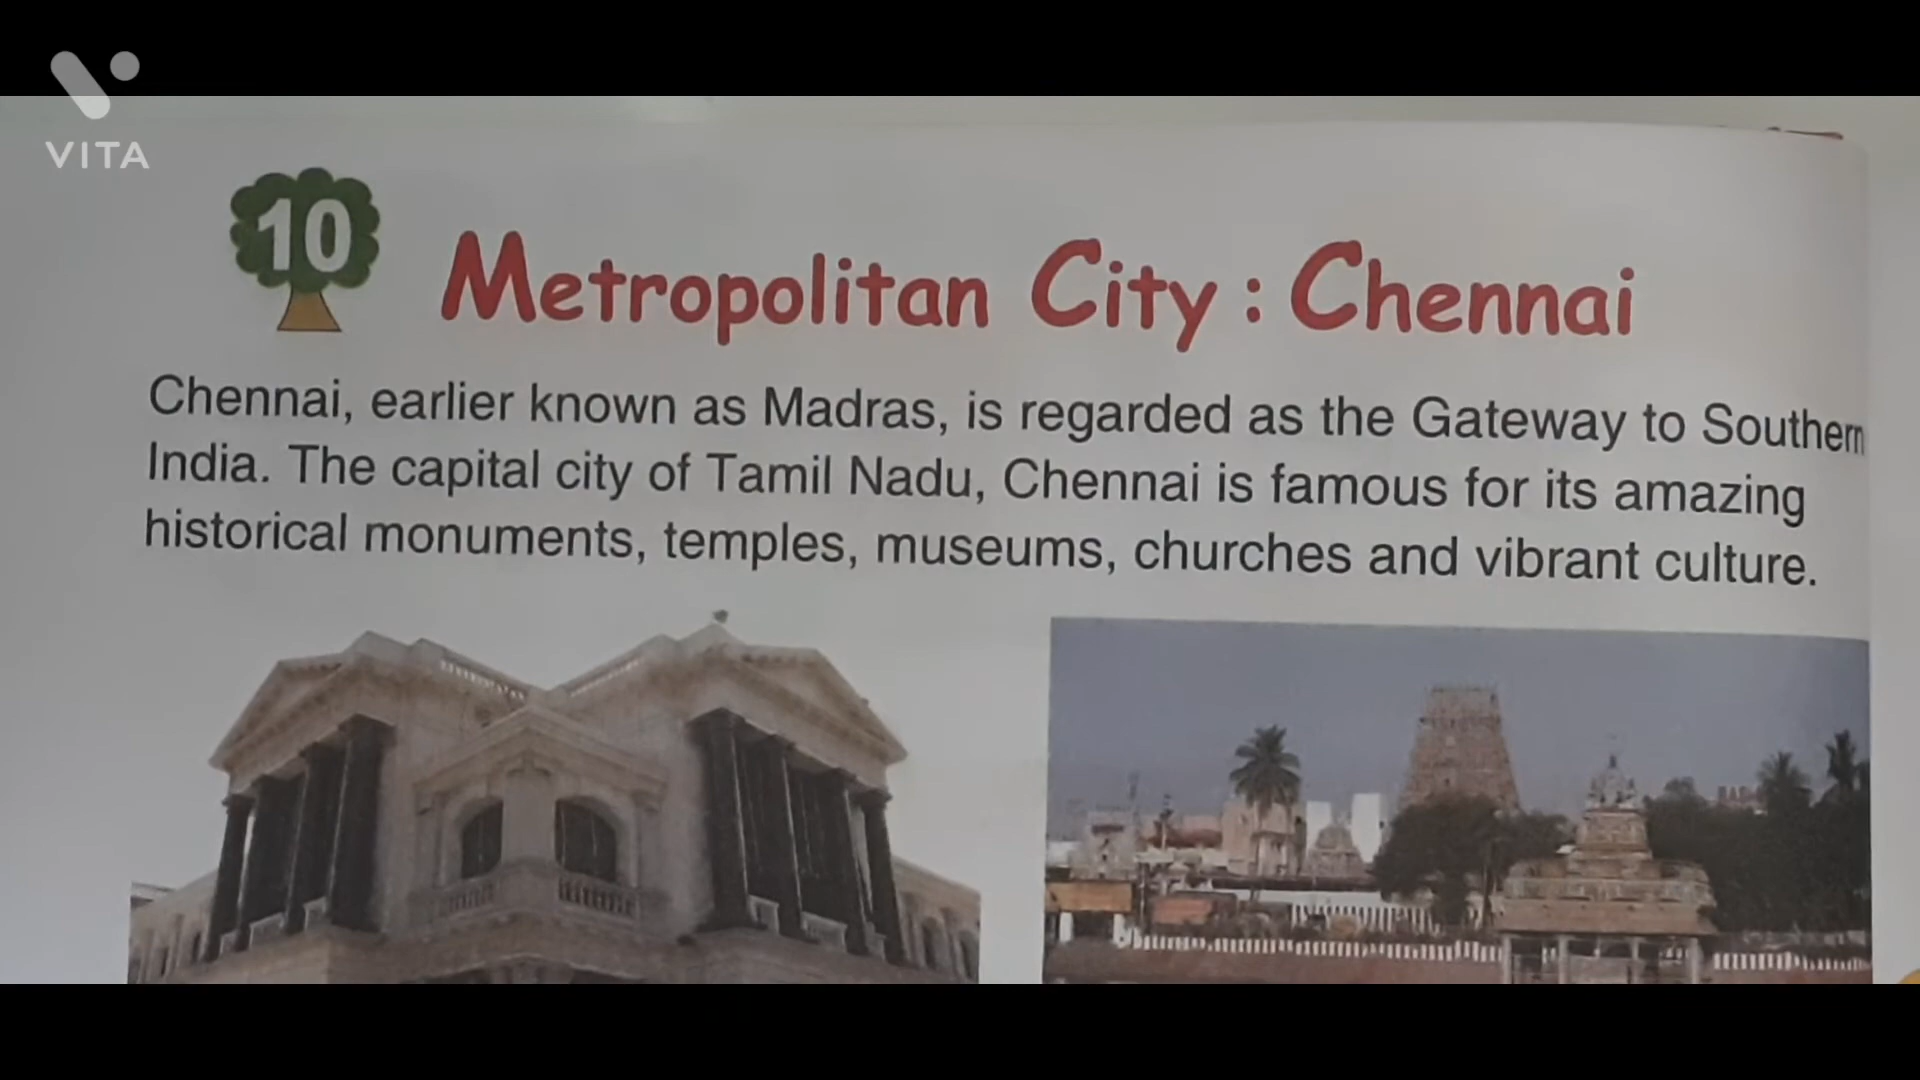 VITA
10
Metropolitan City : Chennai
Chennai, earlier known as Madras, is regarded as the Gateway to Southern
India. The capital city of Tamil Nadu, Chennai is famous for its amazing
historical monuments, temples, museums, churches and vibrant culture.